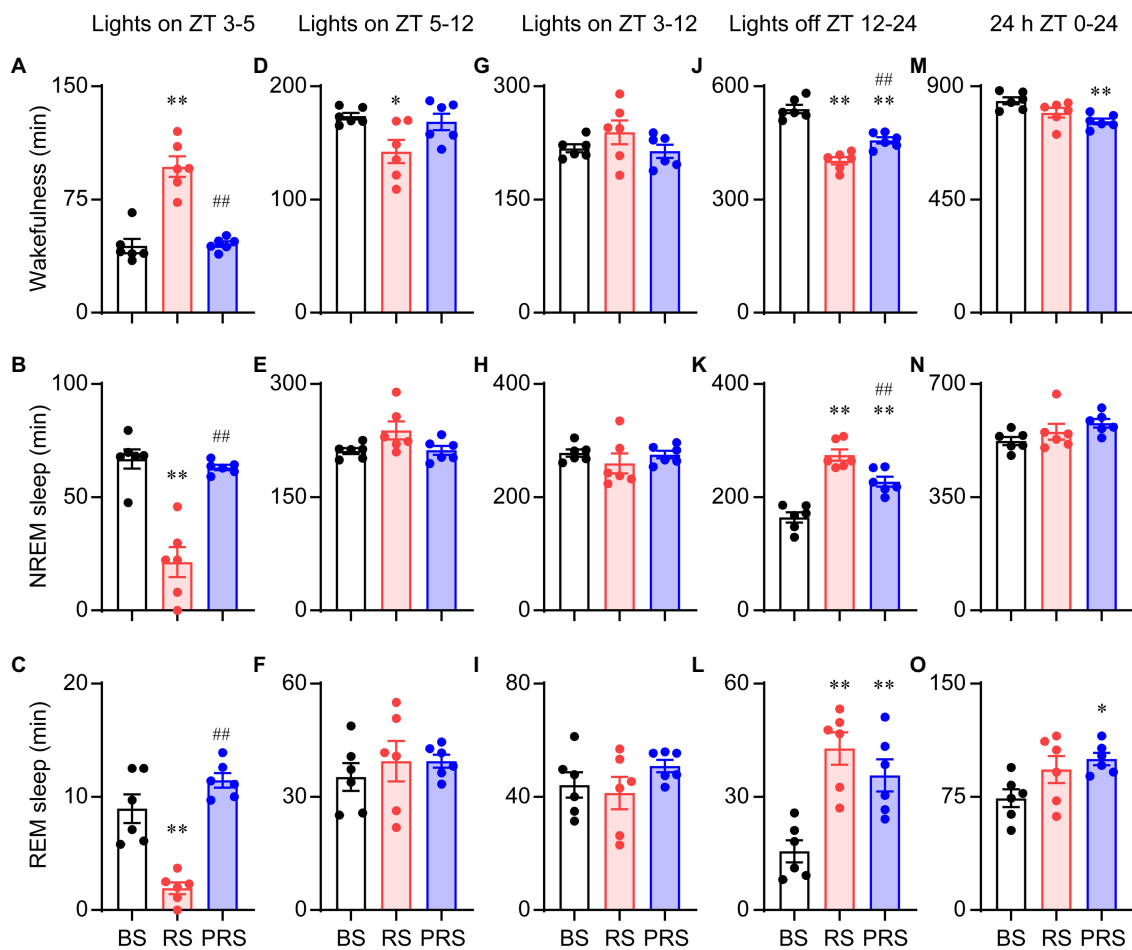 Lights on ZT 3-5 Lights on ZT 5-12 Lights on ZT 3-12 Lights off ZT 12-24 24 h ZT 0-24
A D G J M
Wakefulness (min)
150 200 300 600 900
75 100 150 300 450
0 0 0 0 0
** ## * ** ## ** **
B E H K N
NREM sleep (min)
100 300 400 400 700
50 150 200 200 350
0 0 0 0 0
** ## ** ## **
C F I L O
REM sleep (min)
20 60 80 60 150
10 30 40 30 75
0 0 0 0 0
** ## ** ** *
BS RS PRS BS RS PRS BS RS PRS BS RS PRS BS RS PRS